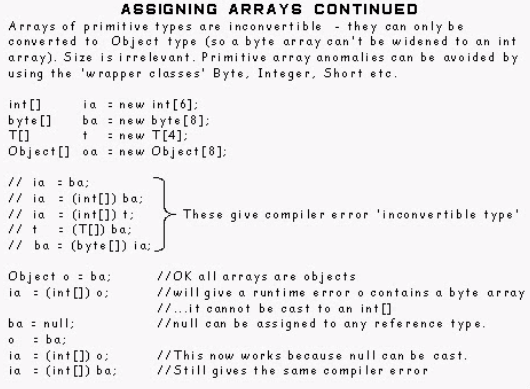 ASSIGNING ARRAYS CONTINUED
Arrays of primitive types are inconvertible - they can only be
converted to Object type (so a byte array can't be widened to an int
array). Size is irrelevant. Primitive array anomalies can be avoided by
using the 'wrapper classes' Byte, Integer, Short etc.
int[] ia = new int[6];
byte[] ba = new byte[8];
T[] t = new T[4];
Object[] oa = new Object[8];
// ia = ba;
// ia = (int[]) ba;
// ia = (int[]) t; These give compiler error 'inconvertible type'
// t = (T[]) ba;
// ba = (byte[]) ia;
Object o = ba; //OK all arrays are objects
ia = (int[]) o; //will give a runtime error o contains a byte array
//...it cannot be cast to an int[]
ba = null; //null can be assigned to any reference type.
o = ba;
ia = (int[]) o; //This now works because null can be cast.
ia = (int[]) ba; //Still gives the same compiler error